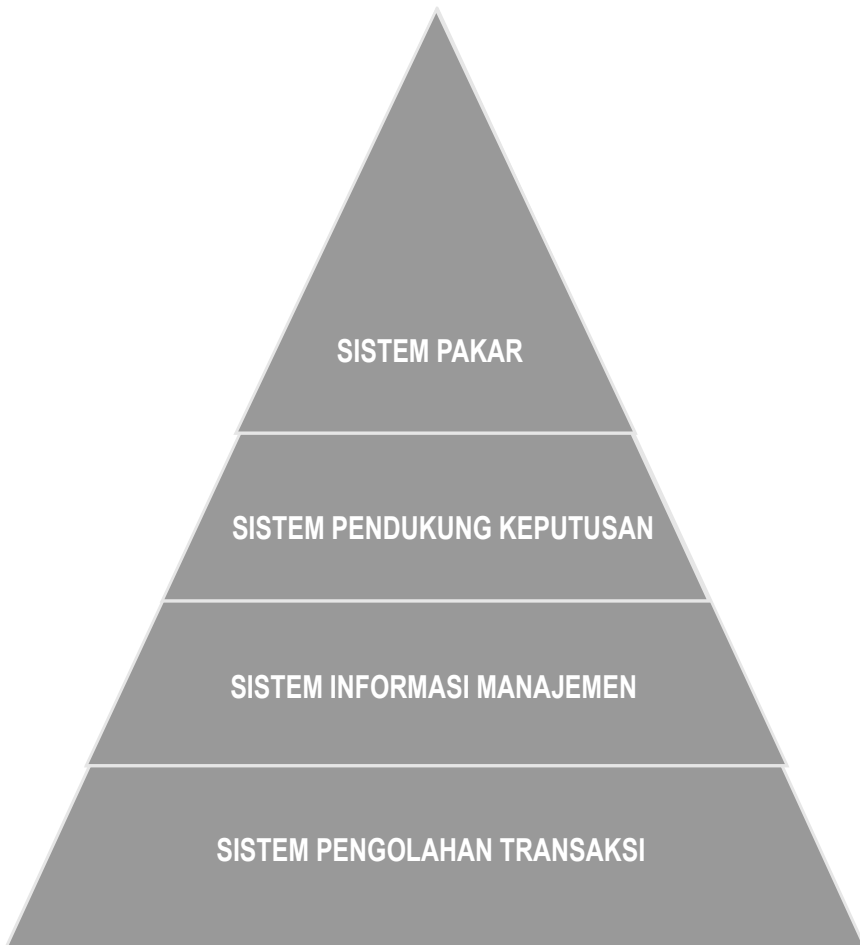 SISTEM PAKAR
SISTEM PENDUKUNG KEPUTUSAN
SISTEM INFORMASI MANAJEMEN
SISTEM PENGOLAHAN TRANSAKSI